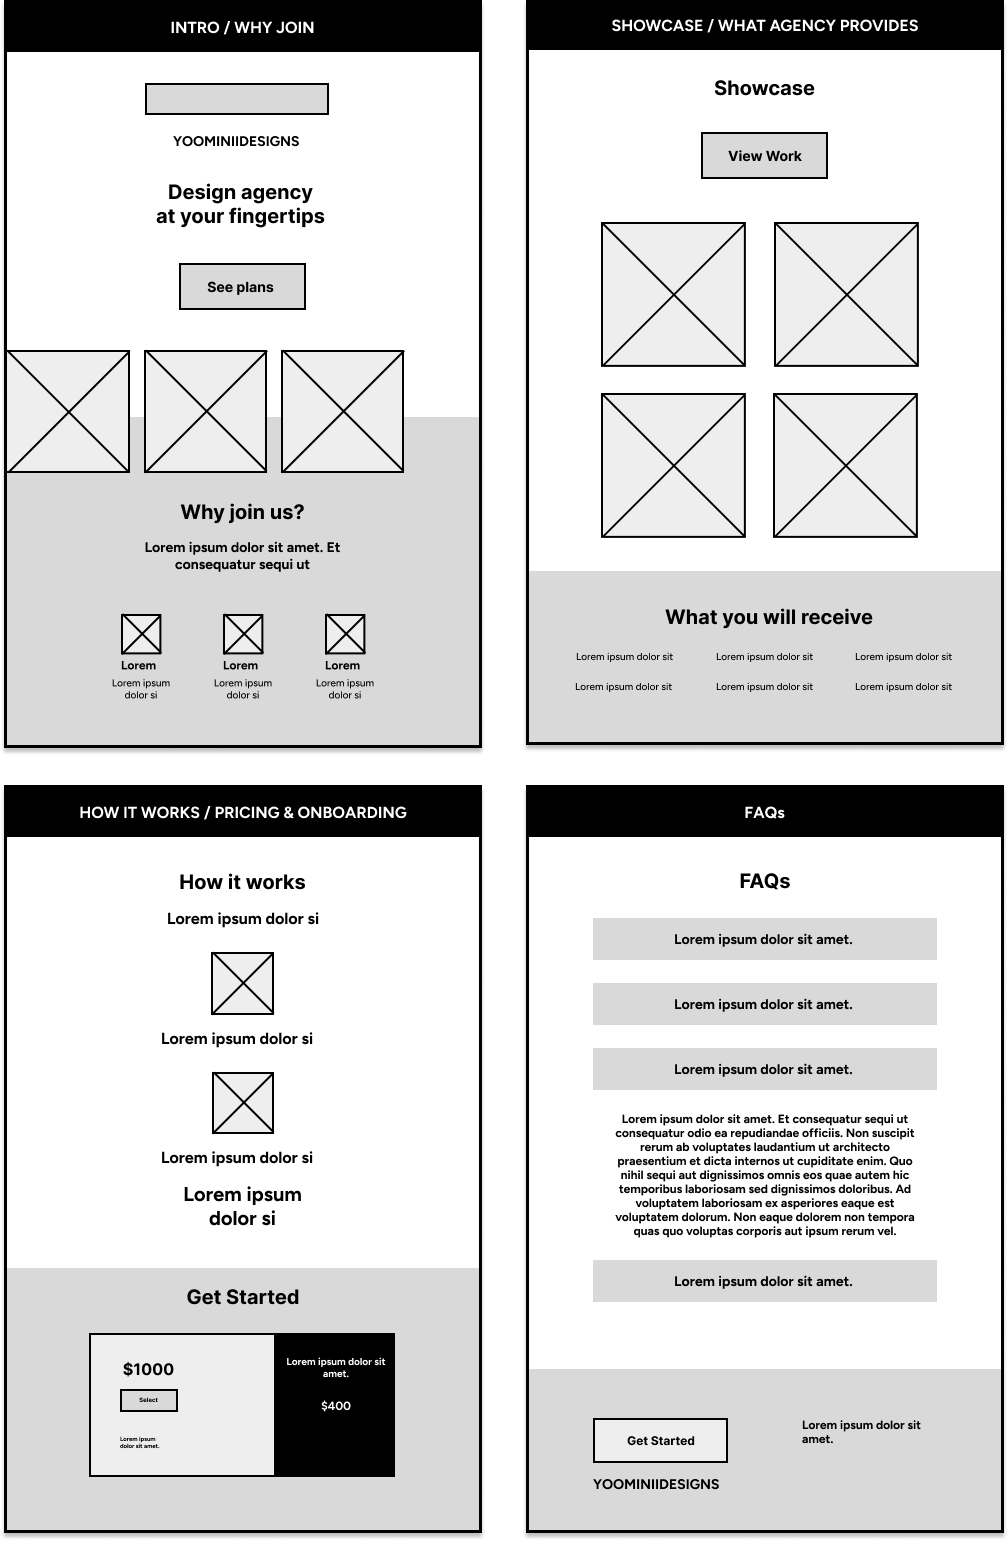 INTRO / WHY JOIN
YOOMINIIDESIGNS
Design agency
at your fingertips
See plans
Why join us?
Lorem ipsum dolor sit amet. Et
consequatur sequi ut
Lorem
Lorem ipsum
dolor si
Lorem
Lorem ipsum
dolor si
Lorem
Lorem ipsum
dolor si
SHOWCASE / WHAT AGENCY PROVIDES
Showcase
View Work
What you will receive
Lorem ipsum dolor sit
Lorem ipsum dolor sit
Lorem ipsum dolor sit
Lorem ipsum dolor sit
Lorem ipsum dolor sit
Lorem ipsum dolor sit
HOW IT WORKS / PRICING & ONBOARDING
How it works
Lorem ipsum dolor si
Lorem ipsum dolor si
Lorem ipsum dolor si
Lorem ipsum
dolor si
Get Started
$1000
Select
Lorem ipsum
dolor sit amet.
Lorem ipsum dolor sit
amet.
$400
FAQs
FAQs
Lorem ipsum dolor sit amet.
Lorem ipsum dolor sit amet.
Lorem ipsum dolor sit amet.
Lorem ipsum dolor sit amet. Et consequatur sequi ut
consequatur odio ea repudiandae officiis. Non suscipit
rerum ab voluptates laudantium ut architecto
praesentium et dicta internos ut cupiditate enim. Quo
nihil sequi aut dignissimos omnis eos quae autem hic
temporibus laboriosam sed dignissimos doloribus. Ad
voluptatem laboriosam ex asperiores eaque est
voluptatem dolorum. Non eaque dolorem non tempora
quas quo voluptas corporis aut ipsum rerum vel.
Lorem ipsum dolor sit amet.
Get Started
YOOMINIIDESIGNS
Lorem ipsum dolor sit
amet.